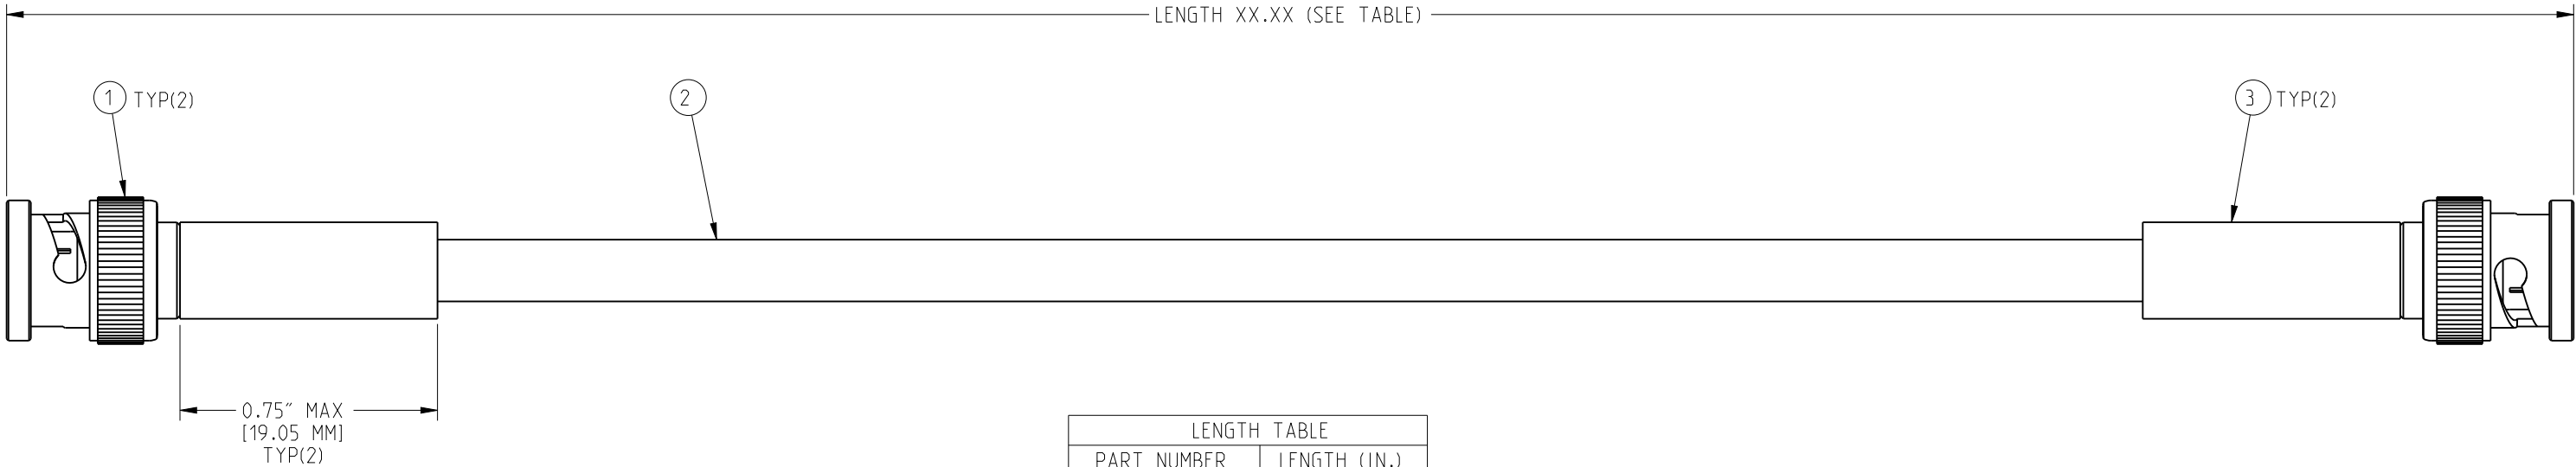 LENGTH XX.XX (SEE TABLE)
1 TYP(2)
2
3 TYP(2)
0.75" MAX
[19.05 MM]
TYP(2)
LENGTH TABLE
PART NUMBER LENGTH (IN.)